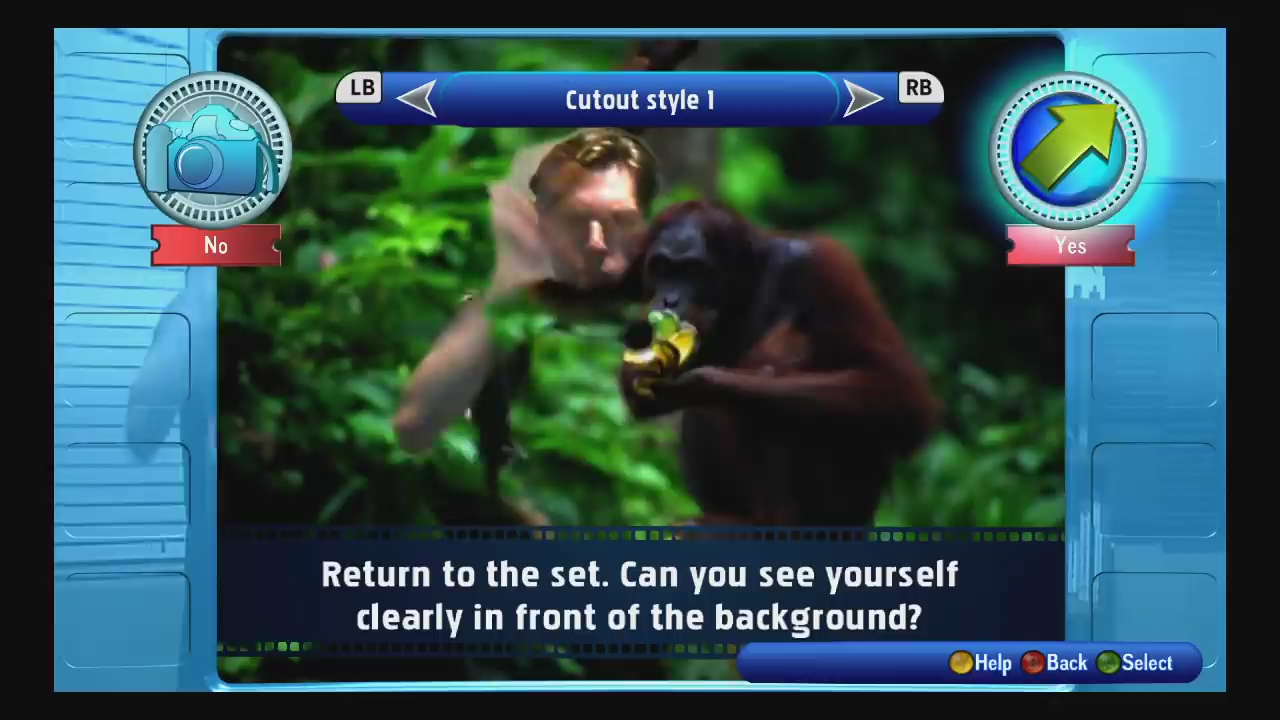 LB
Cutout style 1
RB
No
Yes
Return to the set. Can you see yourself
clearly in front of the background?
Help Back Select